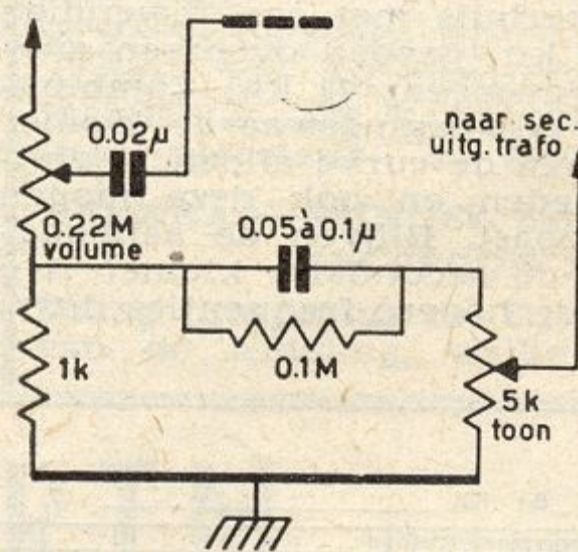 0.02µ
naar sec.
uitg. trafo
0.22M
volume
0.05 à 0.1µ
1k
0.1M
5k
toon